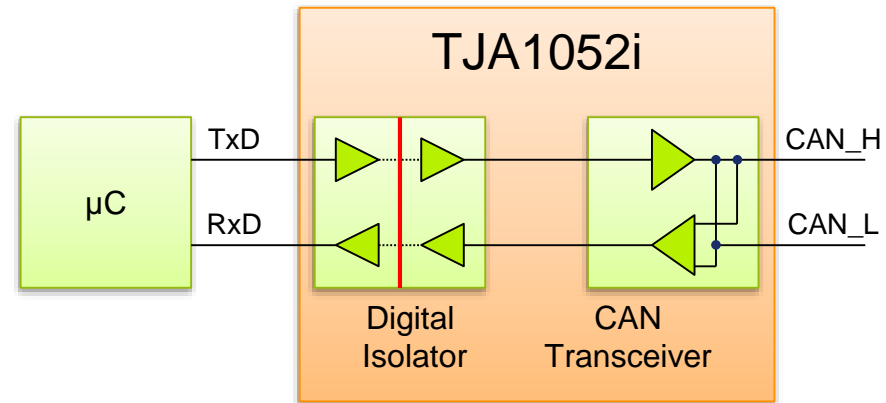 TJA1052i
TxD
CAN_H
µC
RxD
CAN_L
Digital
Isolator
CAN
Transceiver